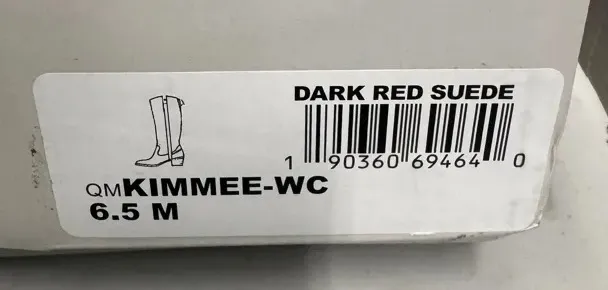 DARK RED SUEDE
1 90360 69464 0
QMKIMMEE-WC
6.5 M